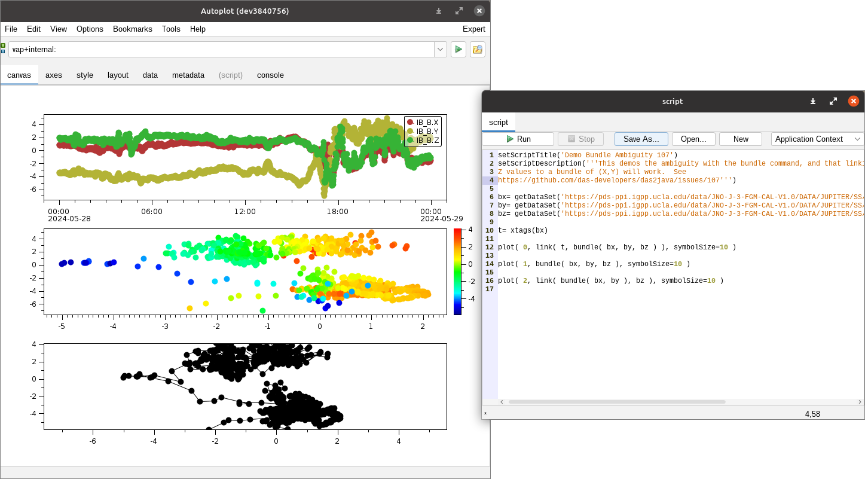 Autoplot (dev3840756)
File Edit View Options Bookmarks Tools Help Expert
vap+internal:
canvas axes style layout data metadata (script) console
4
2
0
-2
-4
-6
IB_B.X
IB_B.Y
IB_B.Z
00:00 06:00 12:00 18:00 00:00
2024-05-28 2024-05-29
4
2
0
-2
-4
-6
-5 -4 -3 -2 -1 0 1 2
4
2
0
-2
-4
4
2
0
-2
-4
-6 -4 -2 0 2 4
script
script
Run Stop Save As... Open... New Application Context
1 setScriptTitle('Demo Bundle Ambiguity 107')
2 setScriptDescription('''This demos the ambiguity with the bundle command, and that link
3 Z values to a bundle of (X,Y) will work. See
4 https://github.com/das-developers/das2java/issues/107''')
5
6 bx= getDataSet('https://pds-ppi.igpp.ucla.edu/data/JNO-J-3-FGM-CAL-V1.0/DATA/JUPITER/SS/
7 by= getDataSet('https://pds-ppi.igpp.ucla.edu/data/JNO-J-3-FGM-CAL-V1.0/DATA/JUPITER/SS/
8 bz= getDataSet('https://pds-ppi.igpp.ucla.edu/data/JNO-J-3-FGM-CAL-V1.0/DATA/JUPITER/SS/
9
10 t= xtags(bx)
11
12 plot( 0, link( t, bundle( bx, by, bz ) ), symbolSize=10 )
13
14 plot( 1, bundle( bx, by, bz ), symbolSize=10 )
15
16 plot( 2, link( bundle( bx, by ), bz ), symbolSize=10 )
17
4,58